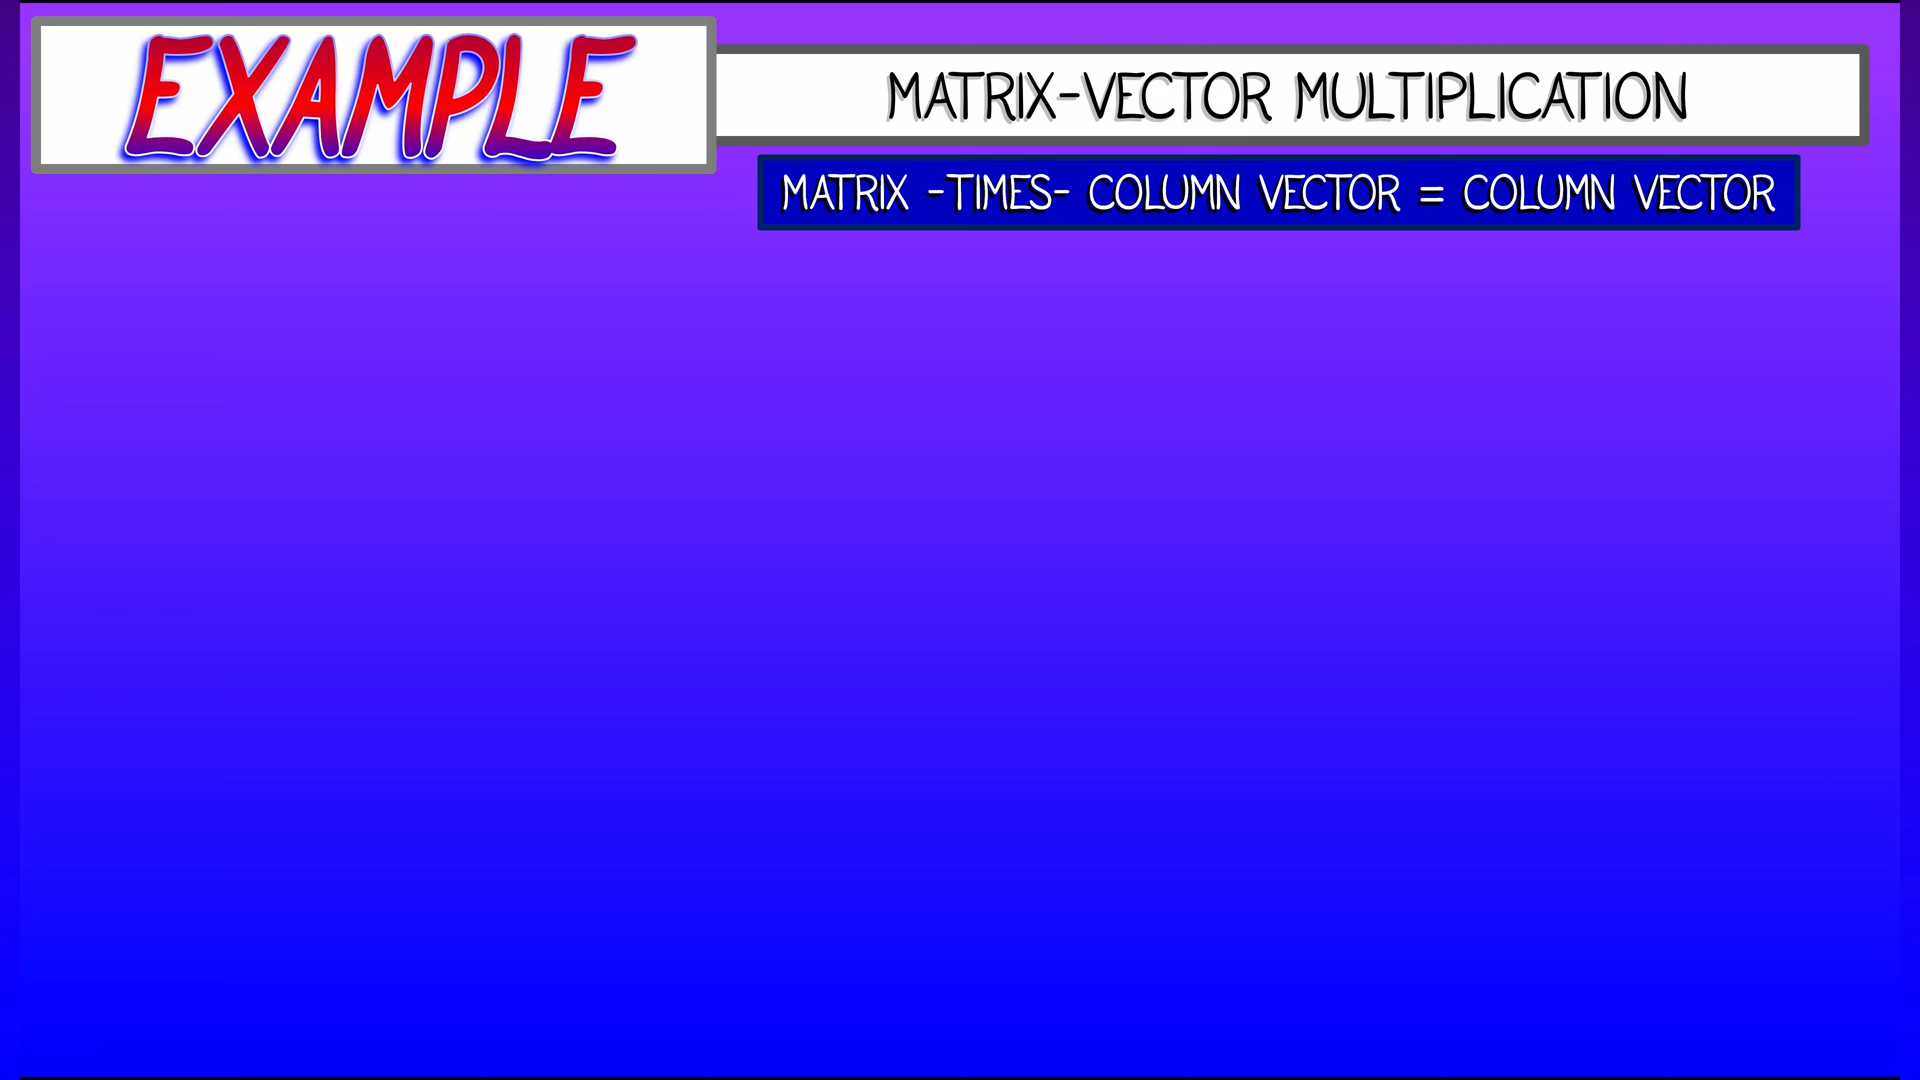 EXAMPLE
MATRIX-VECTOR MULTIPLICATION
MATRIX -TIMES- COLUMN VECTOR = COLUMN VECTOR